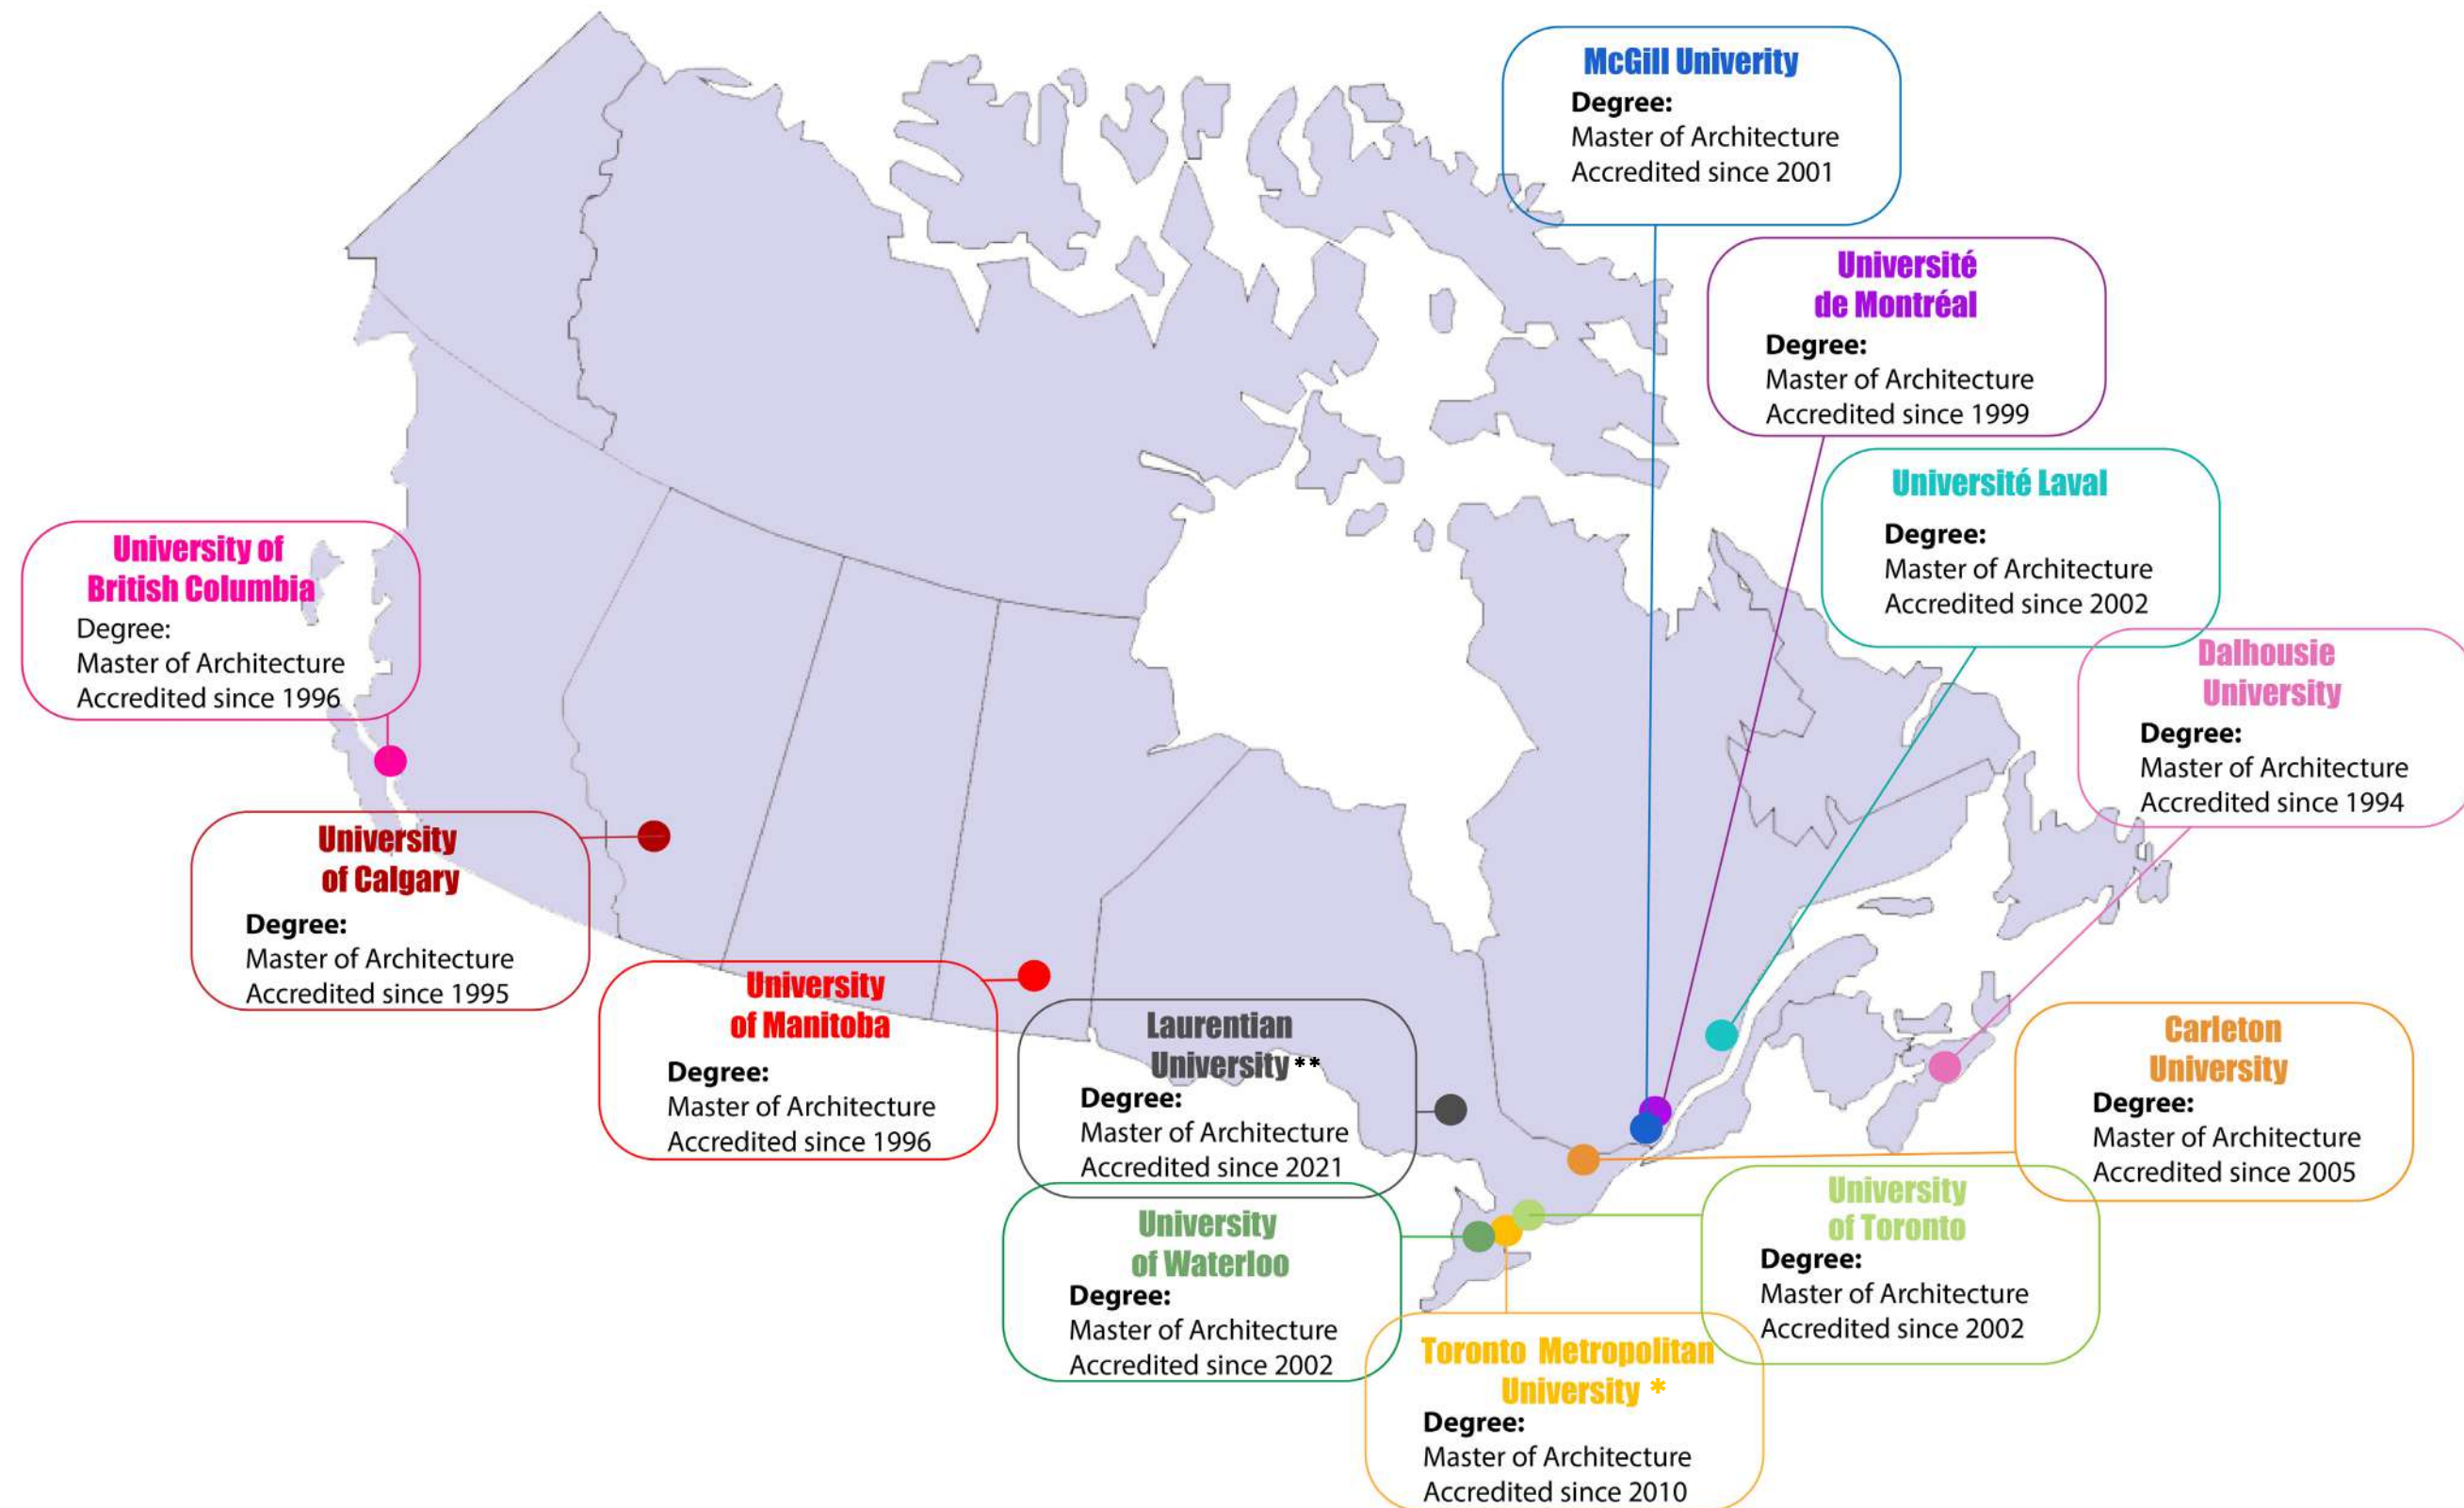 McGill Univerity
Degree:
Master of Architecture
Accredited since 2001
Université
de Montréal
Degree:
Master of Architecture
Accredited since 1999
Université Laval
Degree:
Master of Architecture
Accredited since 2002
University of
British Columbia
Degree:
Master of Architecture
Accredited since 1996
Dalhousie
University
Degree:
Master of Architecture
Accredited since 1994
University
of Calgary
Degree:
Master of Architecture
Accredited since 1995
University
of Manitoba
Degree:
Master of Architecture
Accredited since 1996
Laurentian
University**
Degree:
Master of Architecture
Accredited since 2021
Carleton
University
Degree:
Master of Architecture
Accredited since 2005
University
of Waterloo
Degree:
Master of Architecture
Accredited since 2002
University
of Toronto
Degree:
Master of Architecture
Accredited since 2002
Toronto Metropolitan
University *
Degree:
Master of Architecture
Accredited since 2010